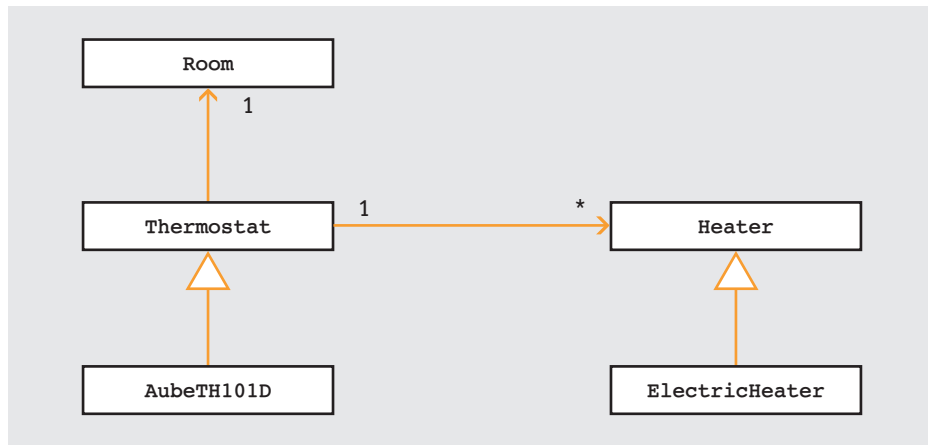 Room
1
Thermostat
1
*
Heater
AubeTH101D
ElectricHeater